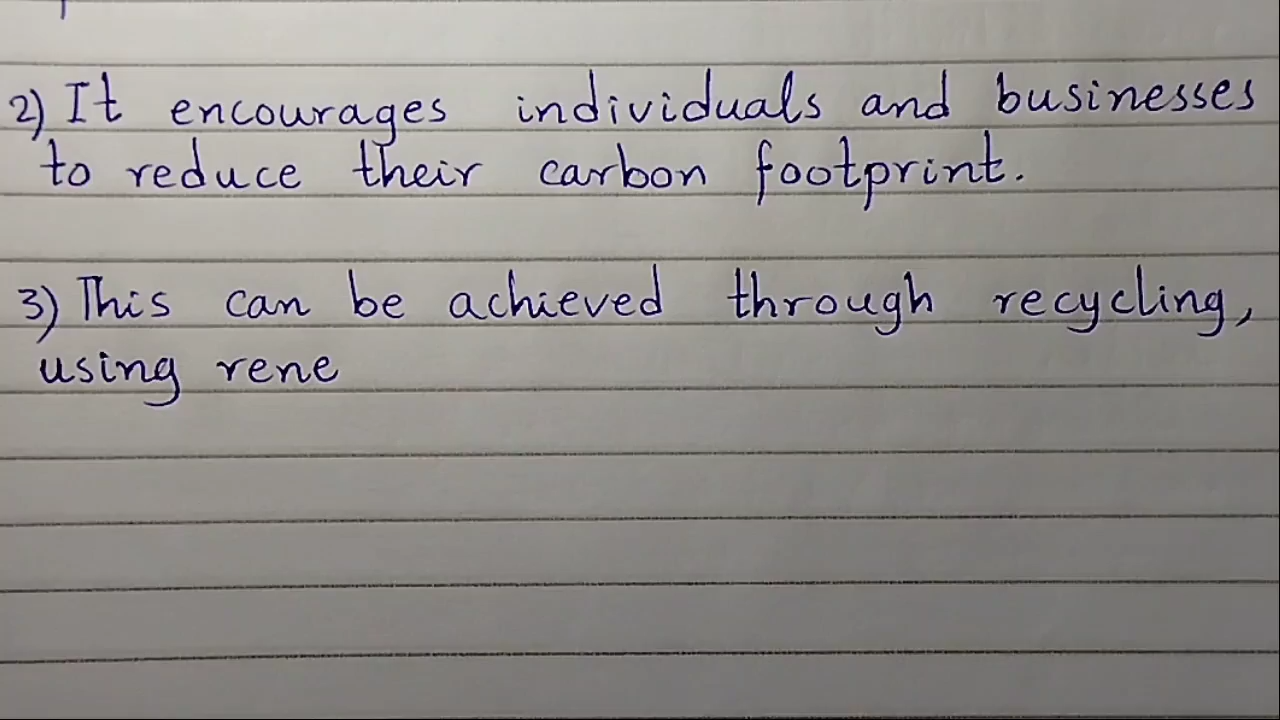 2) It encourages individuals and businesses
to reduce their carbon footprint.
3) This can be achieved through recycling,
using rene